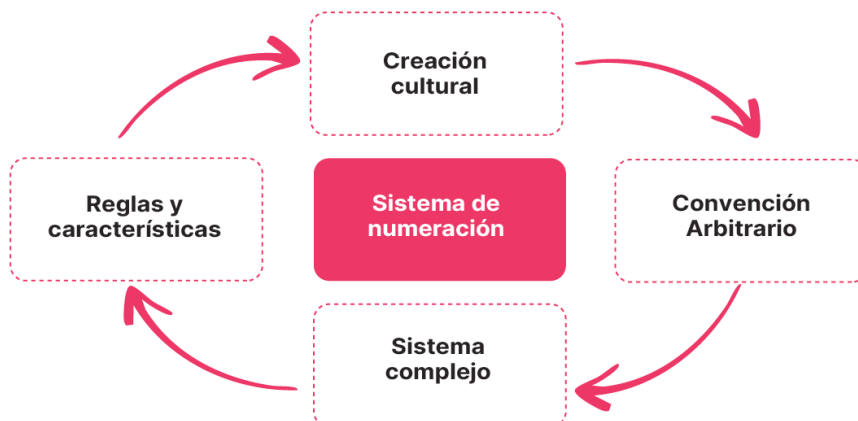 Creación
cultural
Reglas y
características
Sistema de
numeración
Convención
Arbitrario
Sistema
complejo